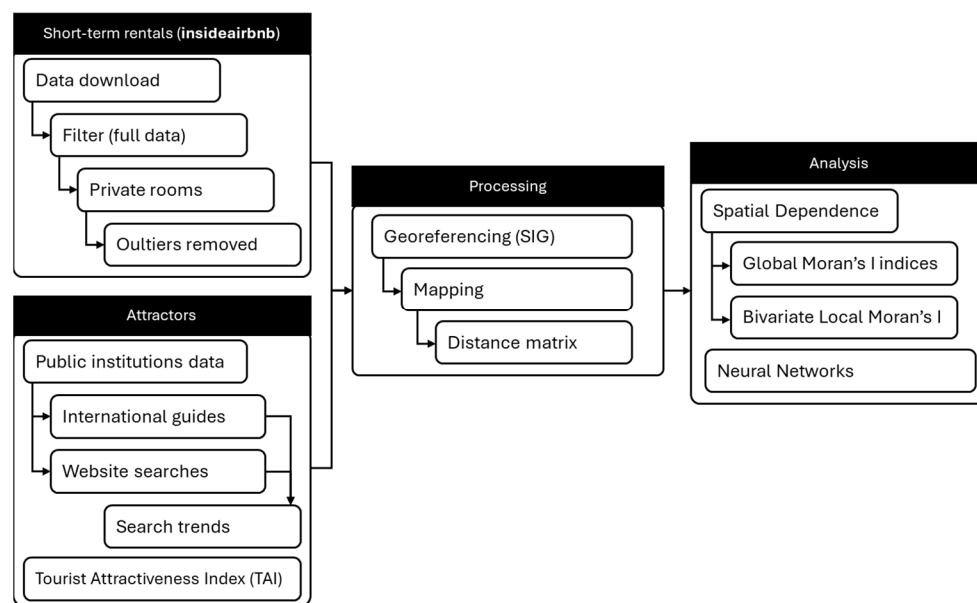 Short-term rentals (insideairbnb)
Data download
Filter (full data)
Private rooms
Oultiers removed
Attractors
Public institutions data
International guides
Website searches
Search trends
Tourist Attractiveness Index (TAI)
Processing
Georeferencing (SIG)
Mapping
Distance matrix
Analysis
Spatial Dependence
Global Moran's I indices
Bivariate Local Moran's I
Neural Networks